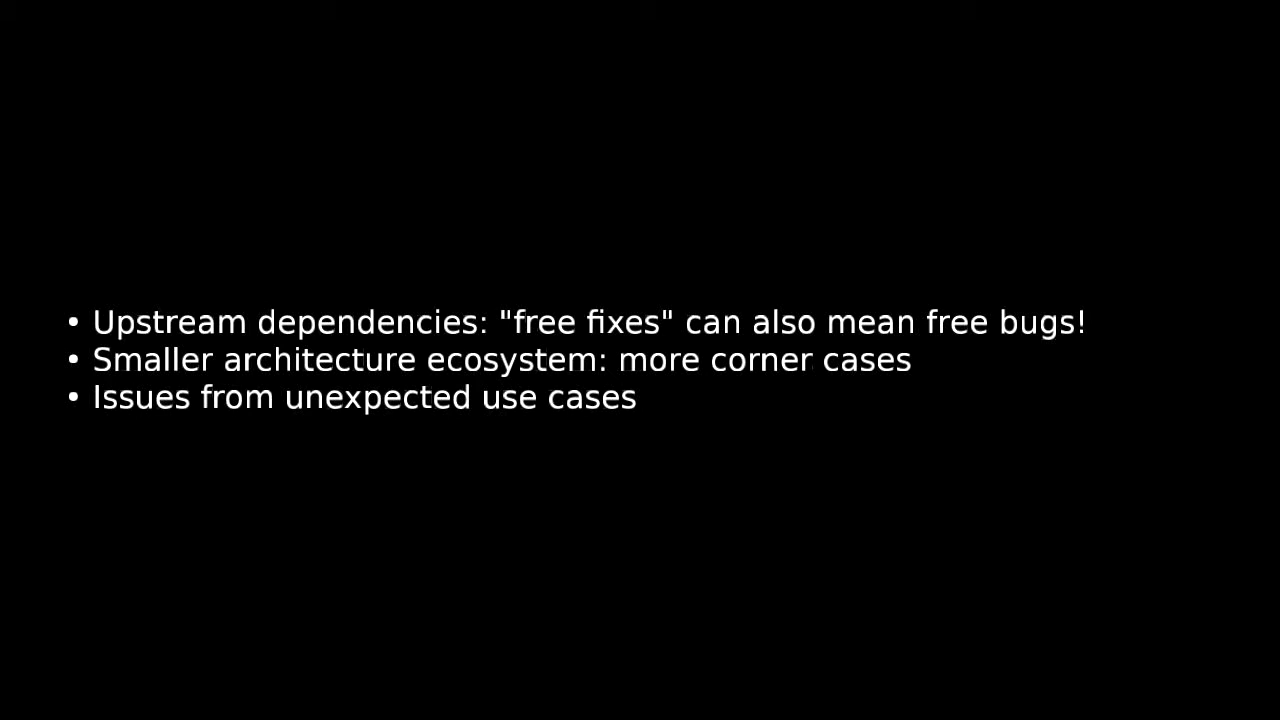 • Upstream dependencies: "free fixes" can also mean free bugs!
• Smaller architecture ecosystem: more corner cases
• Issues from unexpected use cases